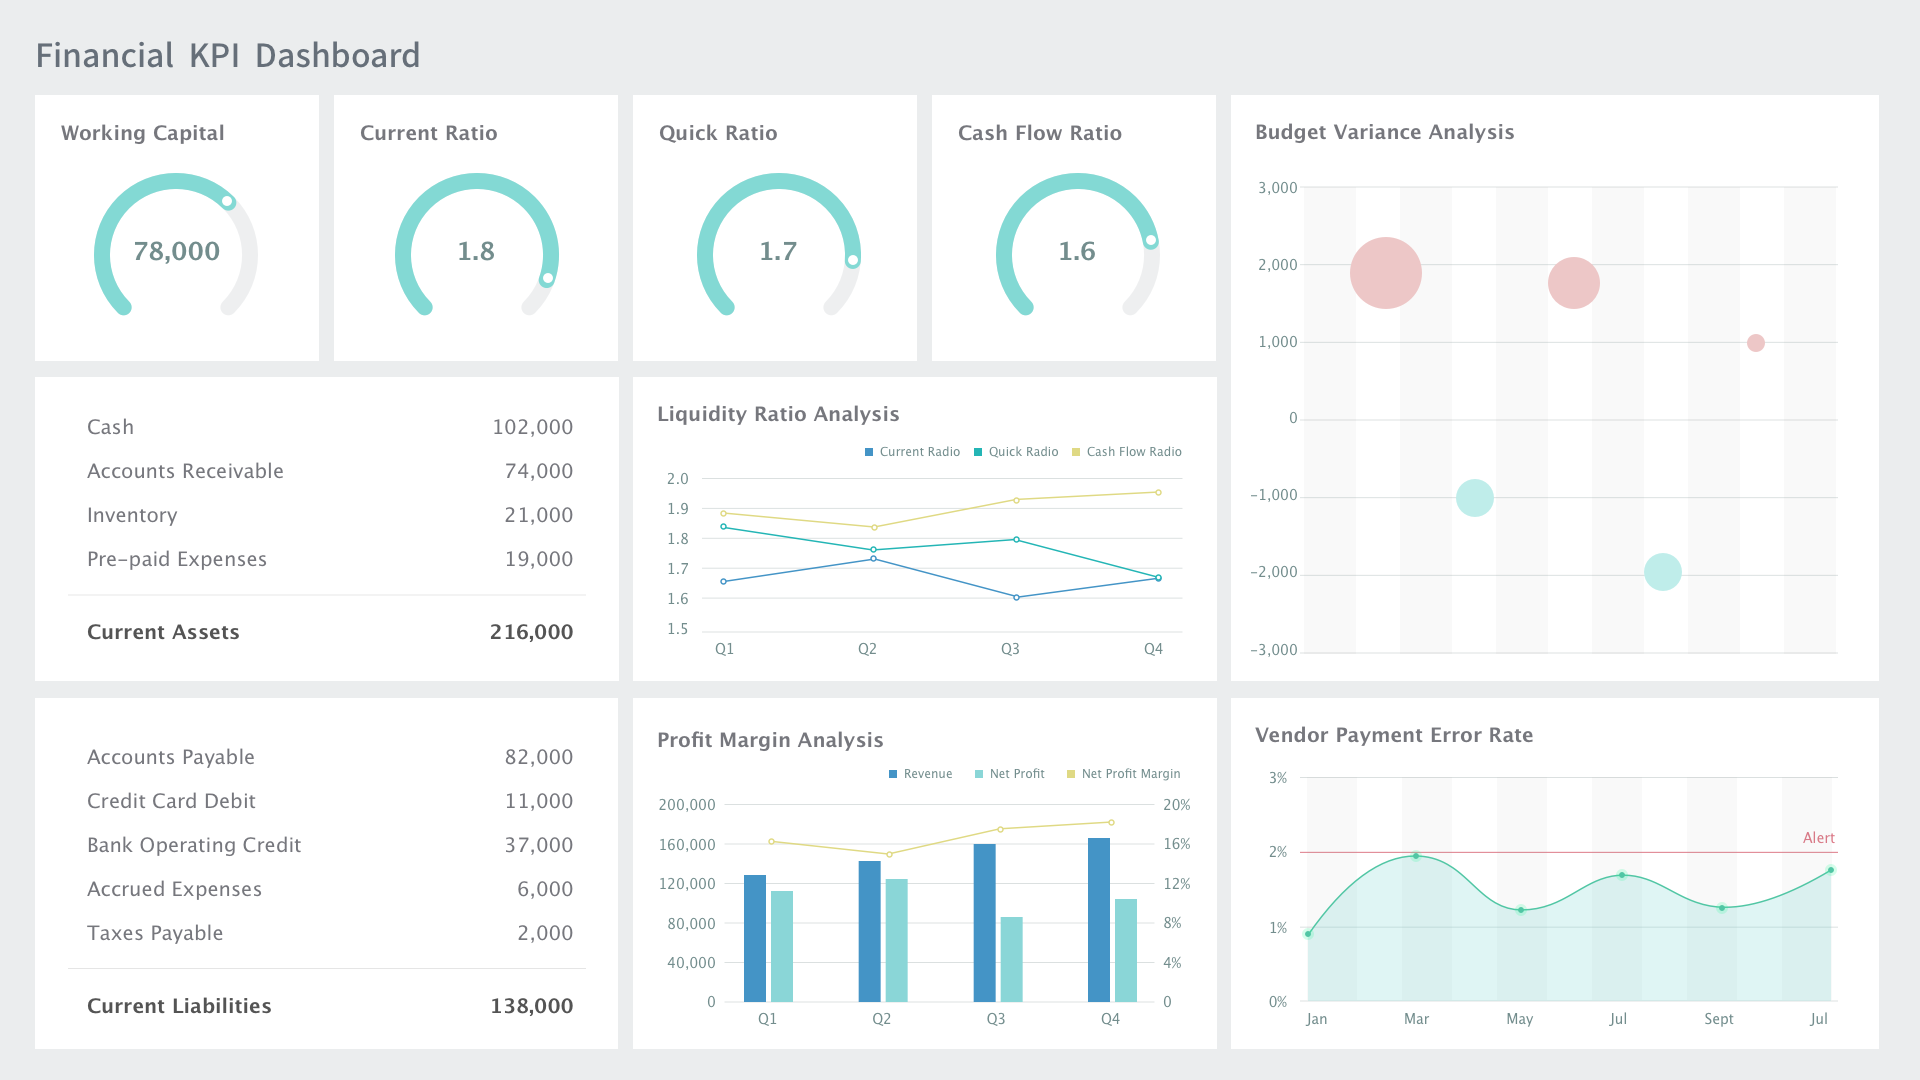 Financial KPI Dashboard
Working Capital
78,000
Current Ratio
1.8
Quick Ratio
1.7
Cash Flow Ratio
1.6
Budget Variance Analysis
3,000
2,000
1,000
0
-1,000
-2,000
-3,000
Cash 102,000
Accounts Receivable 74,000
Inventory 21,000
Pre-paid Expenses 19,000
Current Assets 216,000
Liquidity Ratio Analysis
Current Radio Quick Radio Cash Flow Radio
2.0
1.9
1.8
1.7
1.6
1.5
Q1 Q2 Q3 Q4
Accounts Payable 82,000
Credit Card Debit 11,000
Bank Operating Credit 37,000
Accrued Expenses 6,000
Taxes Payable 2,000
Current Liabilities 138,000
Profit Margin Analysis
Revenue Net Profit Net Profit Margin
200,000 20%
160,000 16%
120,000 12%
80,000 8%
40,000 4%
0 0
Q1 Q2 Q3 Q4
Vendor Payment Error Rate
3%
Alert
2%
1%
0%
Jan Mar May Jul Sept Jul